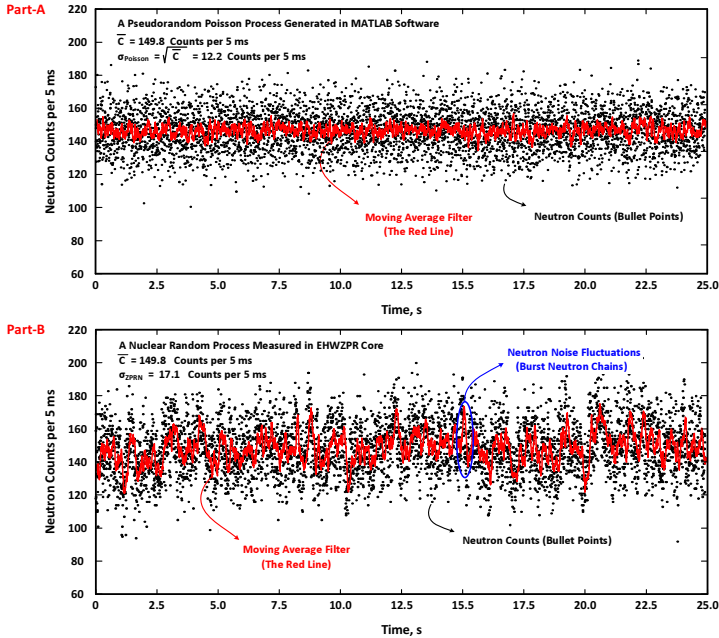 Part-A
A Pseudorandom Poisson Process Generated in MATLAB Software
C̅ = 149.8 Counts per 5 ms
σPoisson = √C̅ = 12.2 Counts per 5 ms
Neutron Counts per 5 ms
220
200
180
160
140
120
100
80
60
Moving Average Filter
(The Red Line)
Neutron Counts (Bullet Points)
0 2.5 5.0 7.5 10.0 12.5 15.5 17.5 20.0 22.5 25.0
Time, s
Part-B
A Nuclear Random Process Measured in EHWZPR Core
C̅ = 149.8 Counts per 5 ms
σZPRN = 17.1 Counts per 5 ms
Neutron Noise Fluctuations
(Burst Neutron Chains)
Neutron Counts per 5 ms
220
200
180
160
140
120
100
80
60
Neutron Counts (Bullet Points)
Moving Average Filter
(The Red Line)
0 2.5 5.0 7.5 10.0 12.5 15.5 17.5 20.0 22.5 25.0
Time, s